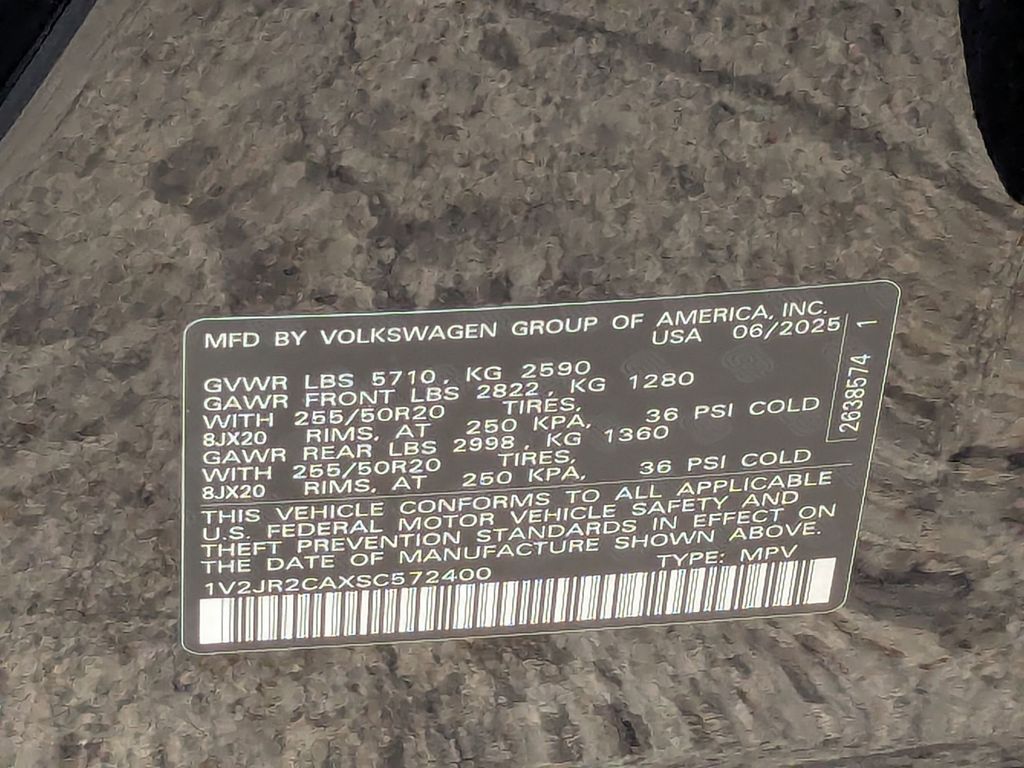 MFD BY VOLKSWAGEN GROUP OF AMERICA, INC.
USA 06/2025
GVWR LBS 5710, KG 2590
GAWR FRONT LBS 2822, KG 1280
WITH 255/50R20 TIRES,
8JX20 RIMS, AT 250 KPA, 36 PSI COLD
GAWR REAR LBS 2998, KG 1360
WITH 255/50R20 TIRES,
8JX20 RIMS, AT 250 KPA, 36 PSI COLD
THIS VEHICLE CONFORMS TO ALL APPLICABLE
U.S. FEDERAL MOTOR VEHICLE SAFETY AND
THEFT PREVENTION STANDARDS IN EFFECT ON
THE DATE OF MANUFACTURE SHOWN ABOVE.
TYPE: MPV
1V2JR2CAXSC572400
2638574 1